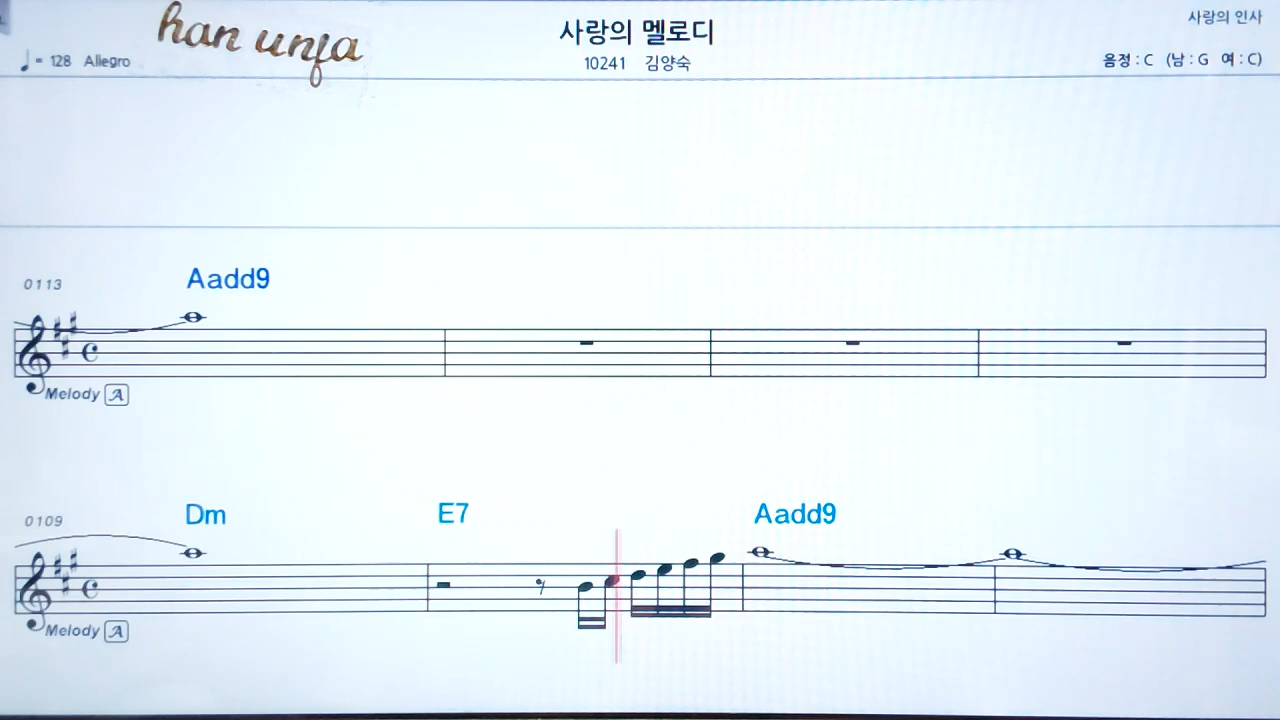 han unfa
사랑의 멜로디
사랑의 인사
♩ = 128 Allegro
10241 김양숙
음정 : C (남 : G 여 : C)
0113
Aadd9
Melody A
0109
Dm E7 Aadd9
Melody A